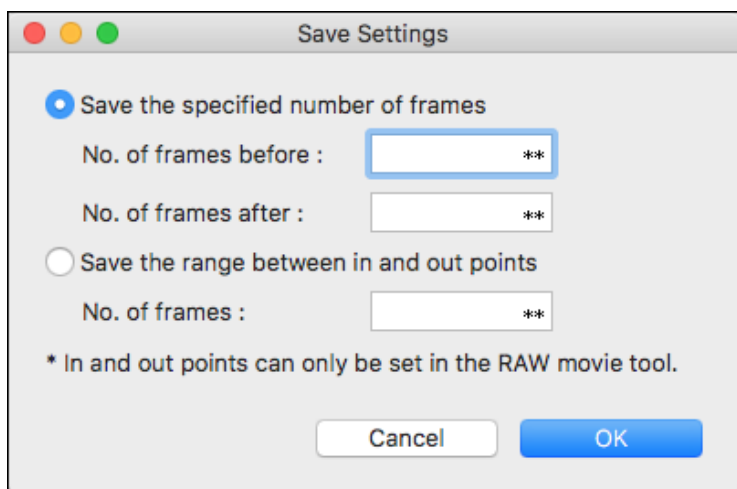 Save Settings
Save the specified number of frames
No. of frames before : **
No. of frames after : **
Save the range between in and out points
No. of frames : **
* In and out points can only be set in the RAW movie tool.
Cancel OK